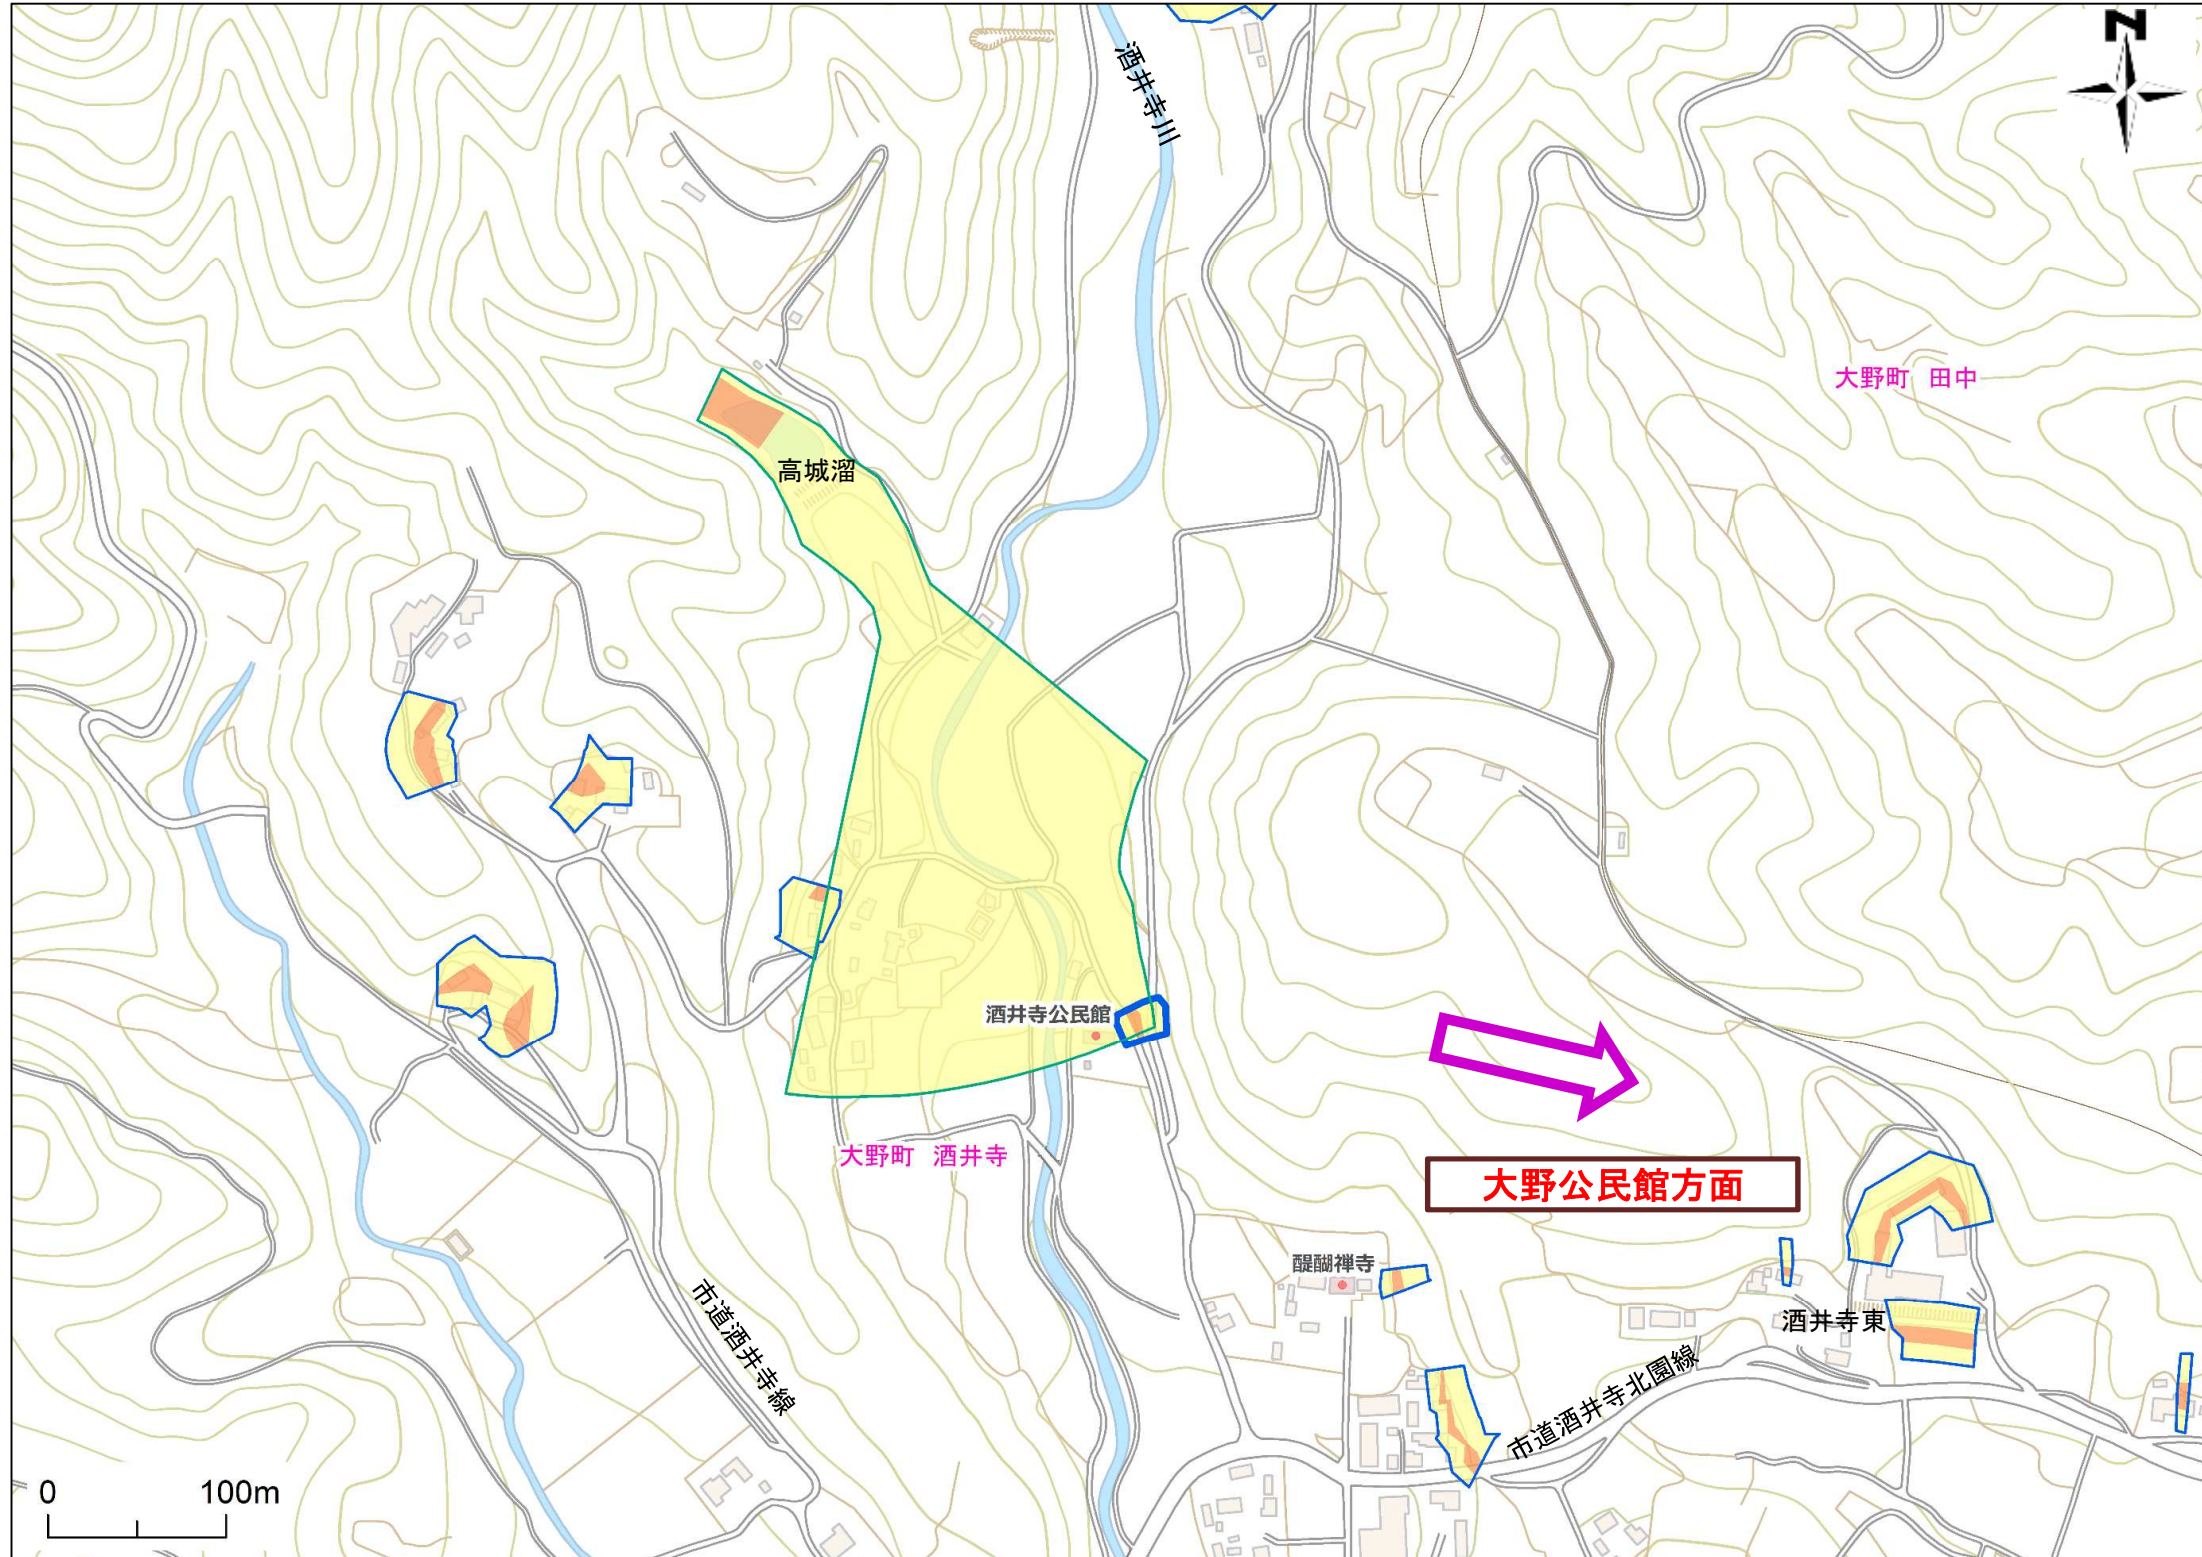 N
酒井寺川
大野町 田中
高城溜
酒井寺公民館
大野町 酒井寺
大野公民館方面
醍醐禅寺
市道酒井寺線
酒井寺東
市道酒井寺北園線
0 100m